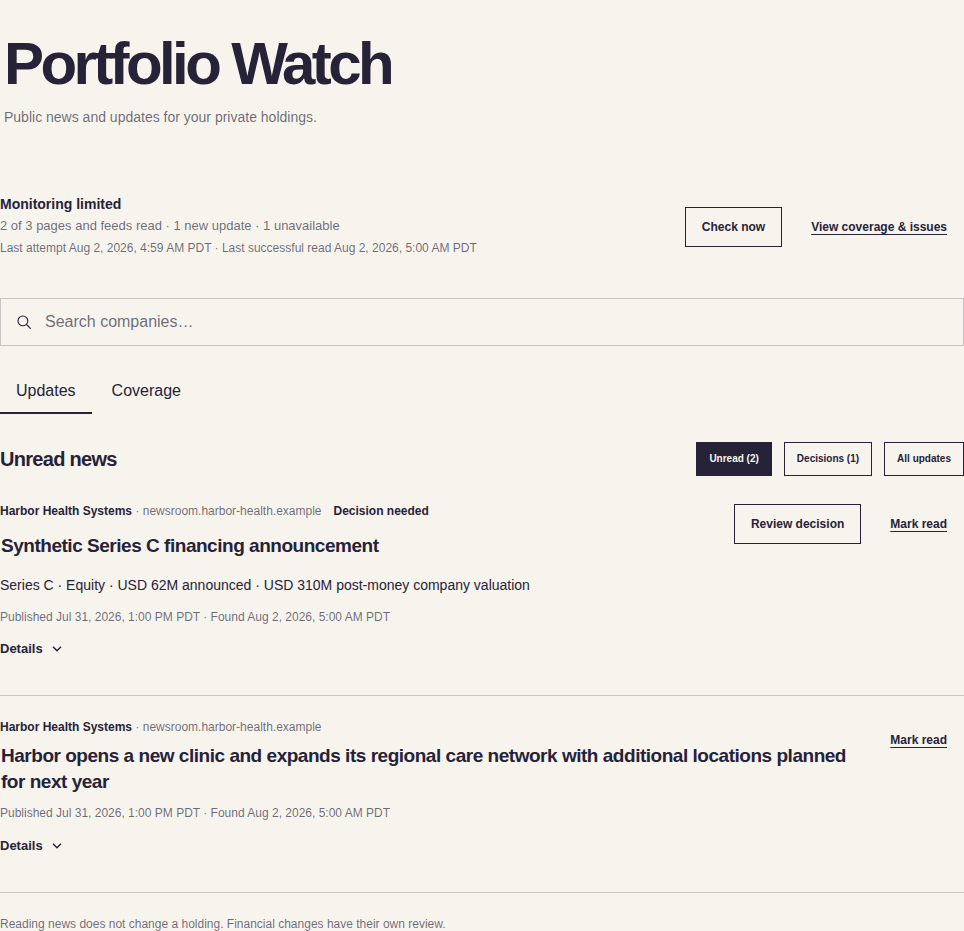 Portfolio Watch
Public news and updates for your private holdings.
Monitoring limited
2 of 3 pages and feeds read · 1 new update · 1 unavailable
Last attempt Aug 2, 2026, 4:59 AM PDT · Last successful read Aug 2, 2026, 5:00 AM PDT
Check now
View coverage & issues
Search companies…
Updates
Coverage
Unread news
Unread (2)
Decisions (1)
All updates
Harbor Health Systems · newsroom.harbor-health.example Decision needed
Review decision
Mark read
Synthetic Series C financing announcement
Series C · Equity · USD 62M announced · USD 310M post-money company valuation
Published Jul 31, 2026, 1:00 PM PDT · Found Aug 2, 2026, 5:00 AM PDT
Details
Harbor Health Systems · newsroom.harbor-health.example
Mark read
Harbor opens a new clinic and expands its regional care network with additional locations planned
for next year
Published Jul 31, 2026, 1:00 PM PDT · Found Aug 2, 2026, 5:00 AM PDT
Details
Reading news does not change a holding. Financial changes have their own review.